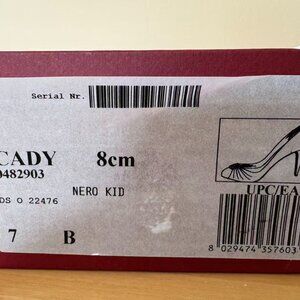 Serial Nr.
CADY 8cm
0482903
NERO KID
DS O 22476
UPC/EA
7 B
8 029474 357603